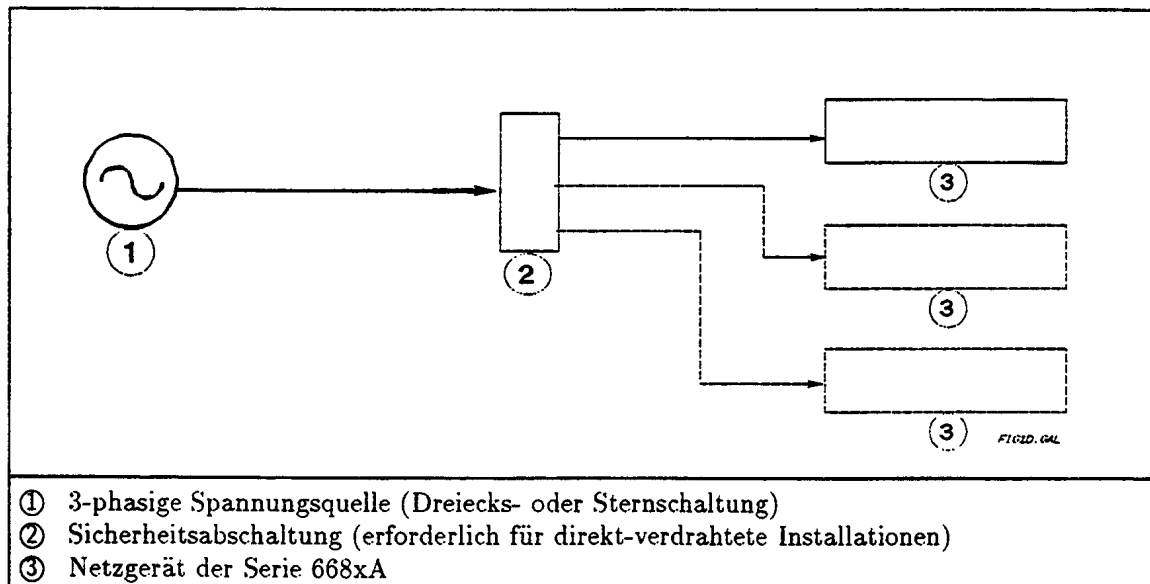 1
2
3
3
3
FIG2D.GAL
① 3-phasige Spannungsquelle (Dreiecks- oder Sternschaltung)
② Sicherheitsabschaltung (erforderlich für direkt-verdrahtete Installationen)
③ Netzgerät der Serie 668xA